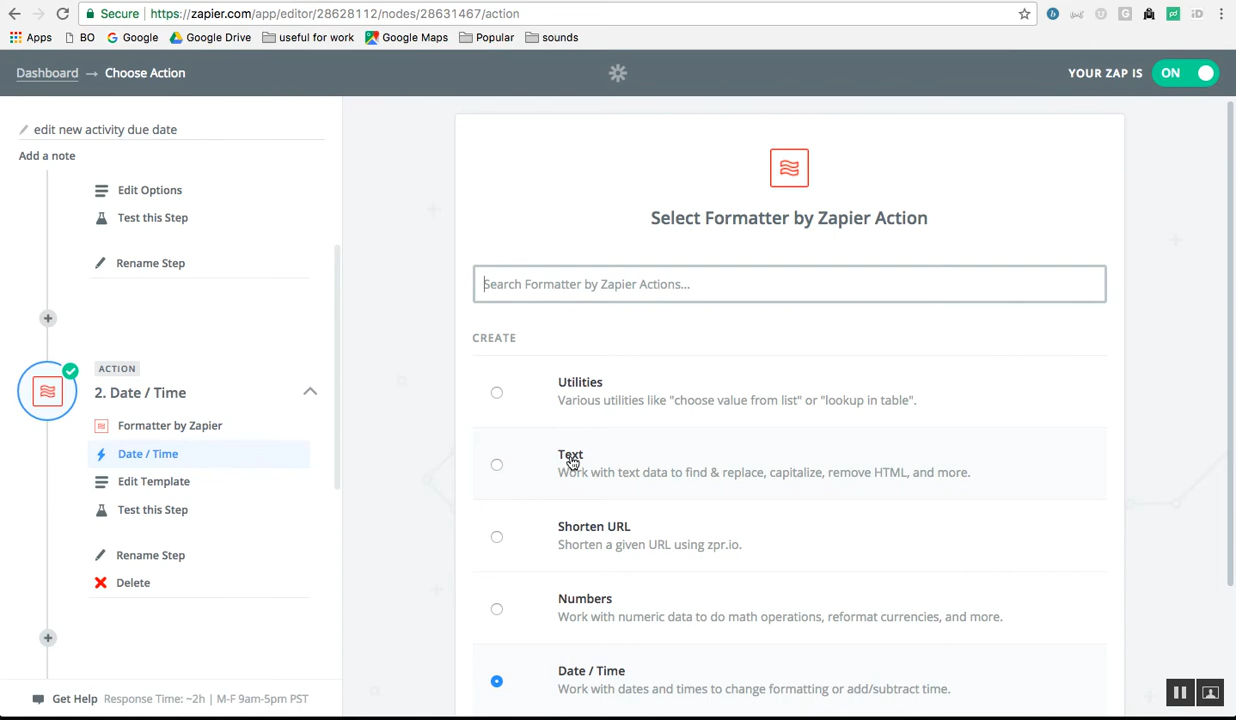 Secure https://zapier.com/app/editor/28628112/nodes/28631467/action
Apps BO Google Google Drive useful for work Google Maps Popular sounds
Dashboard → Choose Action
YOUR ZAP IS ON
edit new activity due date
Add a note
Edit Options
Test this Step
Rename Step
ACTION
2. Date / Time
Formatter by Zapier
Date / Time
Edit Template
Test this Step
Rename Step
Delete
Get Help Response Time: ~2h | M-F 9am-5pm PST
Select Formatter by Zapier Action
Search Formatter by Zapier Actions...
CREATE
Utilities
Various utilities like "choose value from list" or "lookup in table".
Text
Work with text data to find & replace, capitalize, remove HTML, and more.
Shorten URL
Shorten a given URL using zpr.io.
Numbers
Work with numeric data to do math operations, reformat currencies, and more.
Date / Time
Work with dates and times to change formatting or add/subtract time.